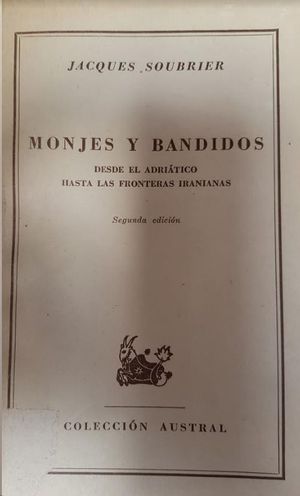 JACQUES SOUBRIER
MONJES Y BANDIDOS
DESDE EL ADRIÁTICO
HASTA LAS FRONTERAS IRANIANAS
Segunda edición
COLECCIÓN AUSTRAL